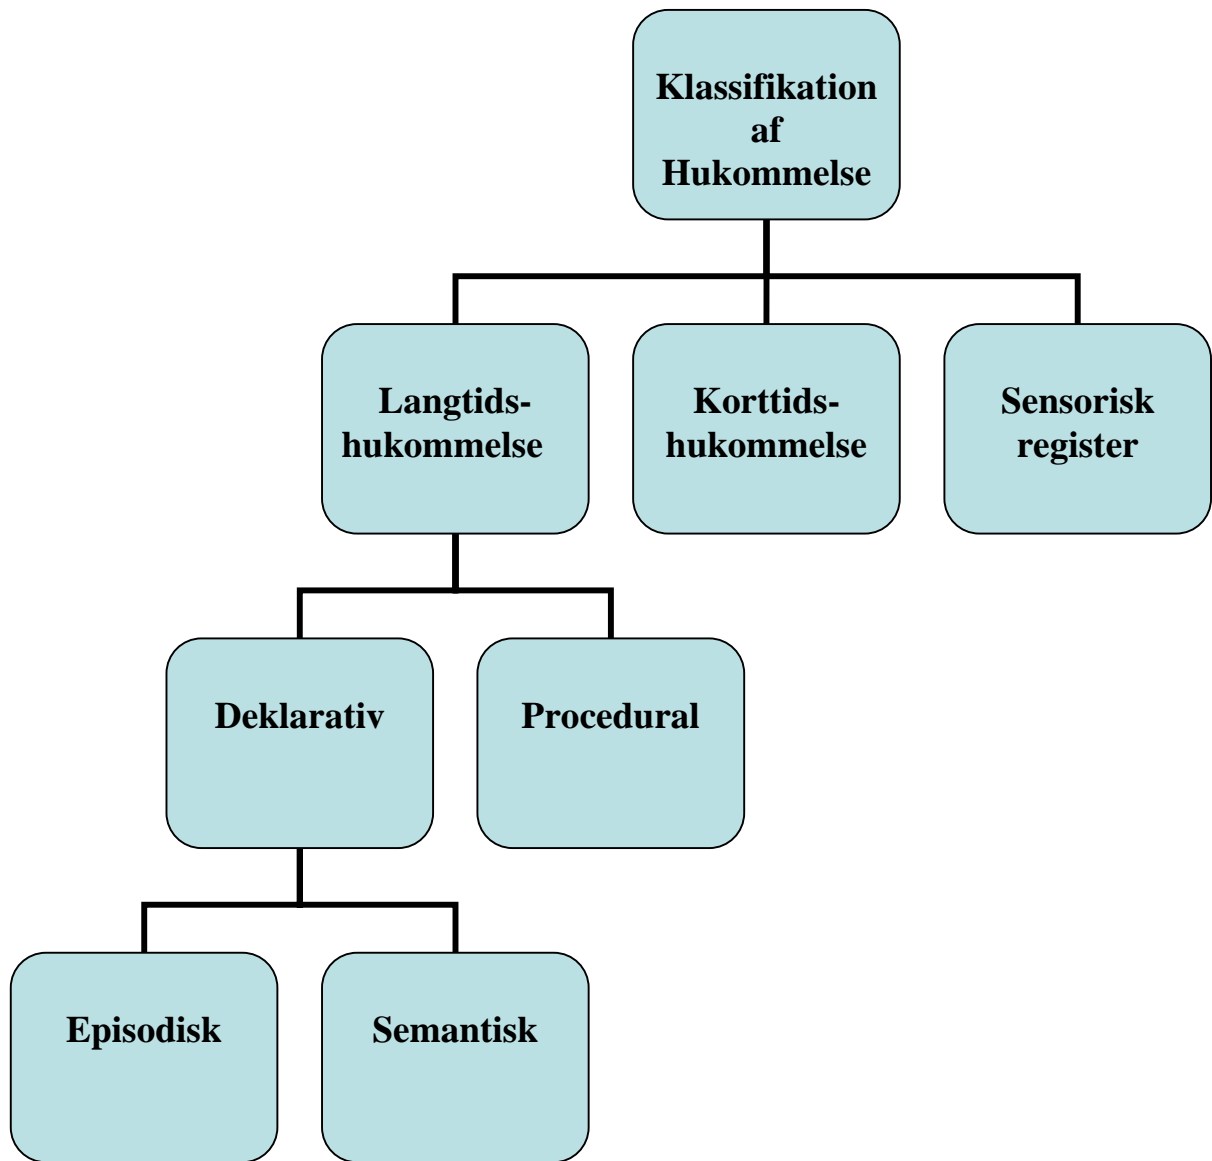 Klassifikation
af
Hukommelse
Langtids-
hukommelse
Korttids-
hukommelse
Sensorisk
register
Deklarativ
Procedural
Episodisk
Semantisk